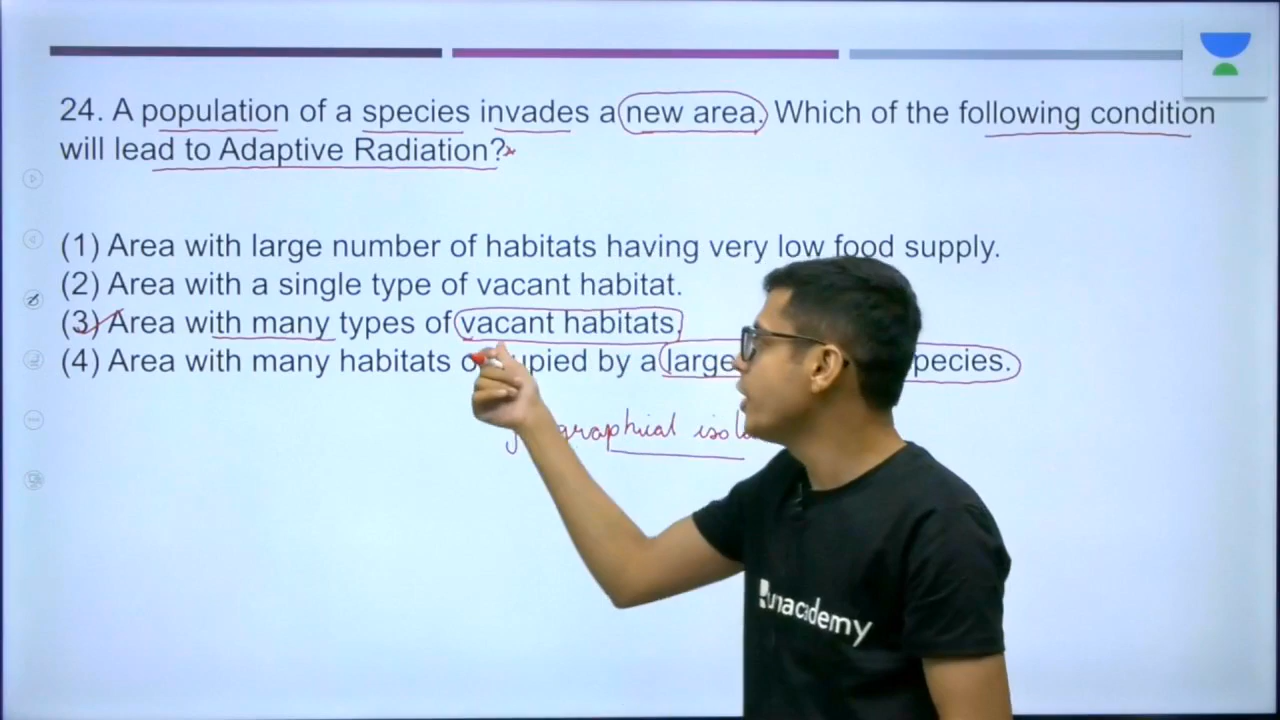 24. A population of a species invades a new area. Which of the following condition
will lead to Adaptive Radiation?
(1) Area with large number of habitats having very low food supply.
(2) Area with a single type of vacant habitat.
(3) Area with many types of vacant habitats.
(4) Area with many habitats by a large
unacademy